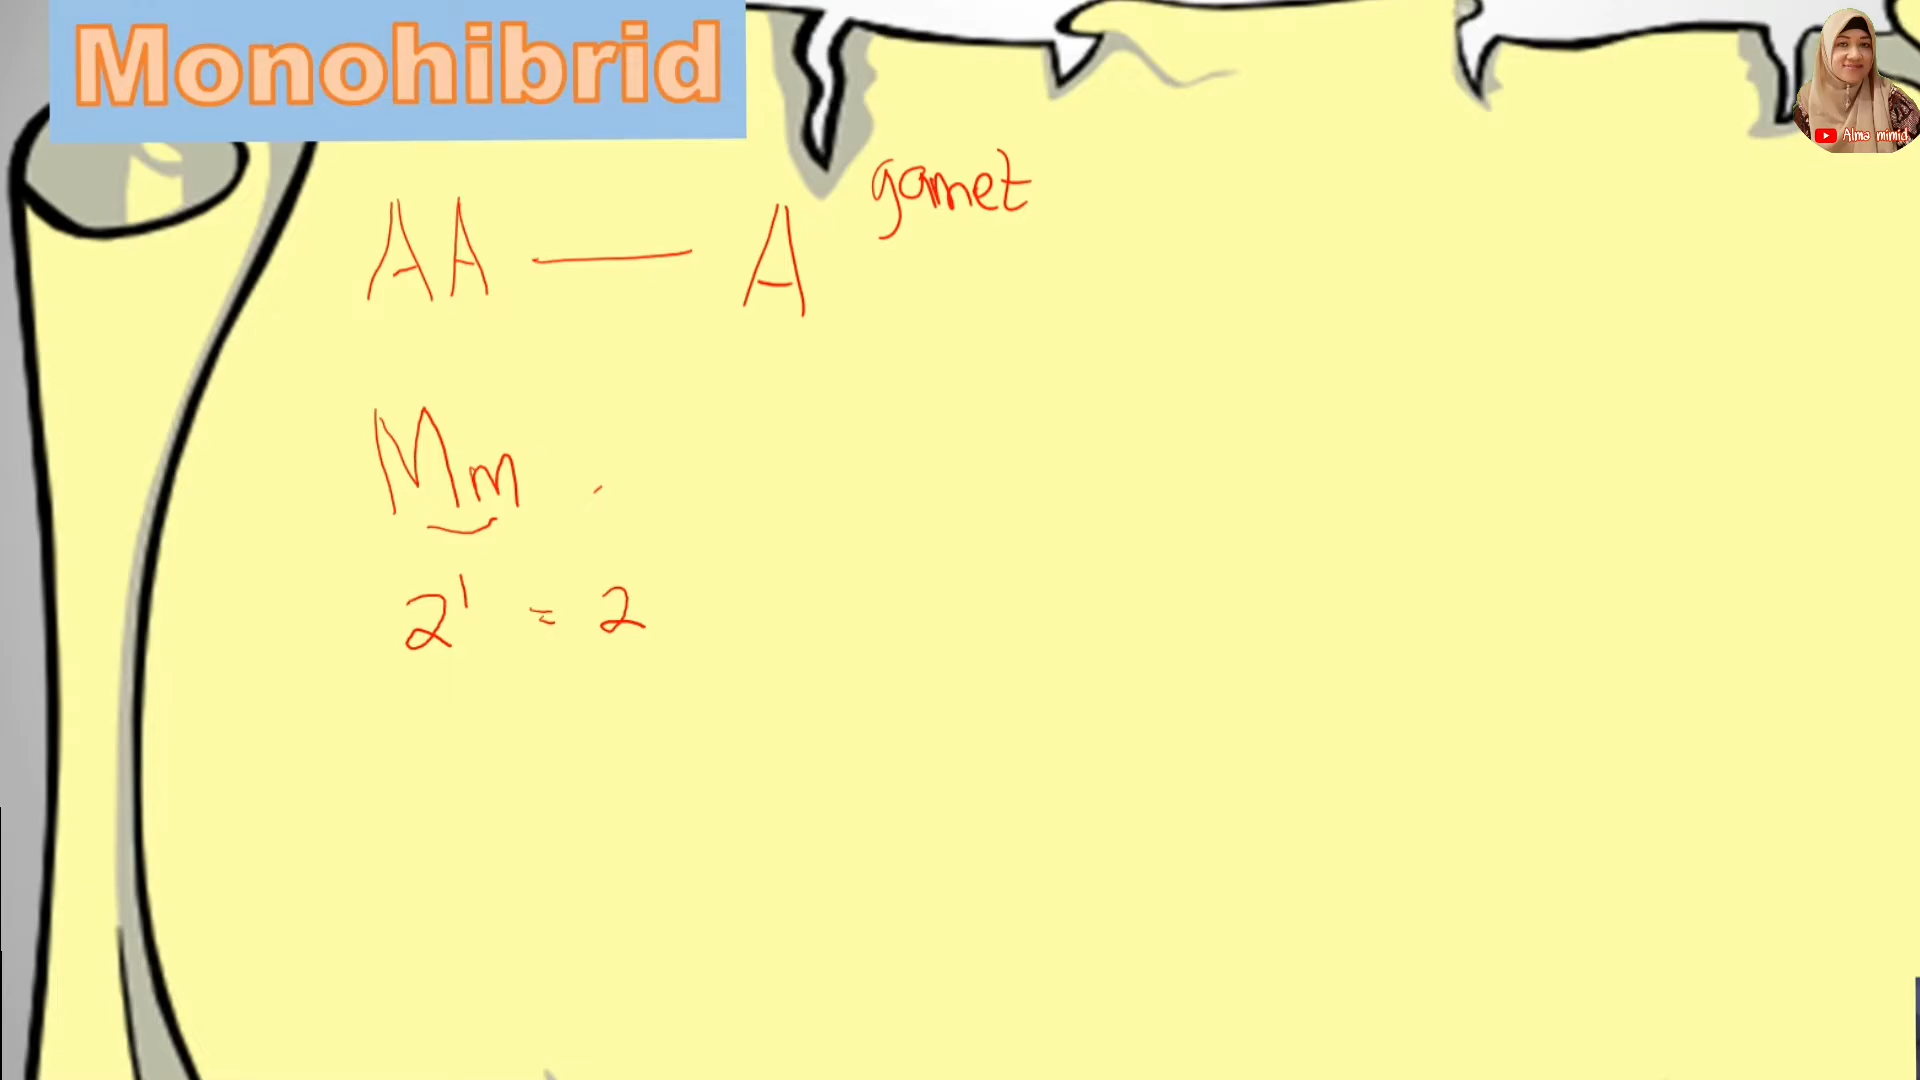 Monohibrid
Alma mimid
gamet
AA — A
Mm
2¹ = 2